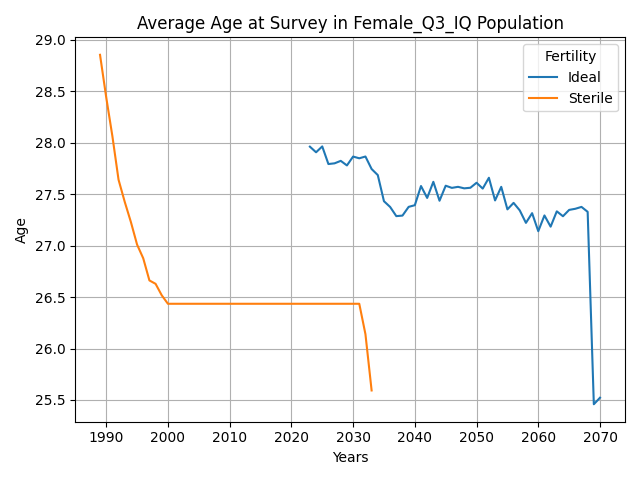 Average Age at Survey in Female_Q3_IQ Population
Fertility
Ideal
Sterile
Age
29.0
28.5
28.0
27.5
27.0
26.5
26.0
25.5
1990 2000 2010 2020 2030 2040 2050 2060 2070
Years